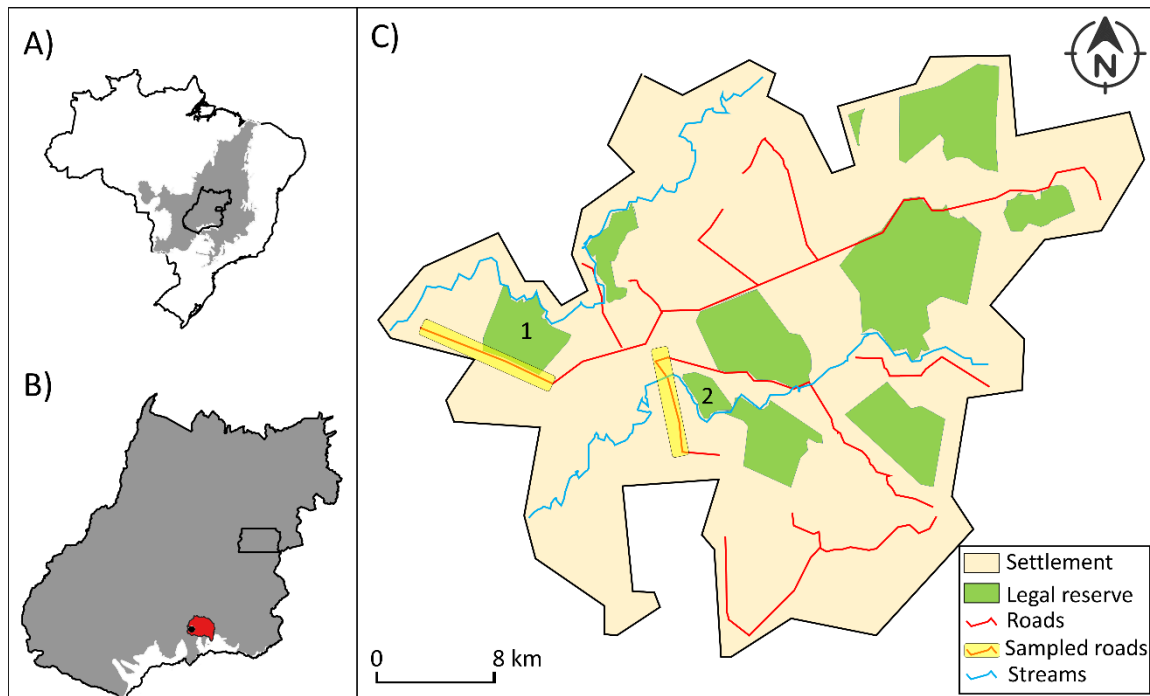 A)
B)
C)
N
1
2
0 8 km
Settlement
Legal reserve
Roads
Sampled roads
Streams